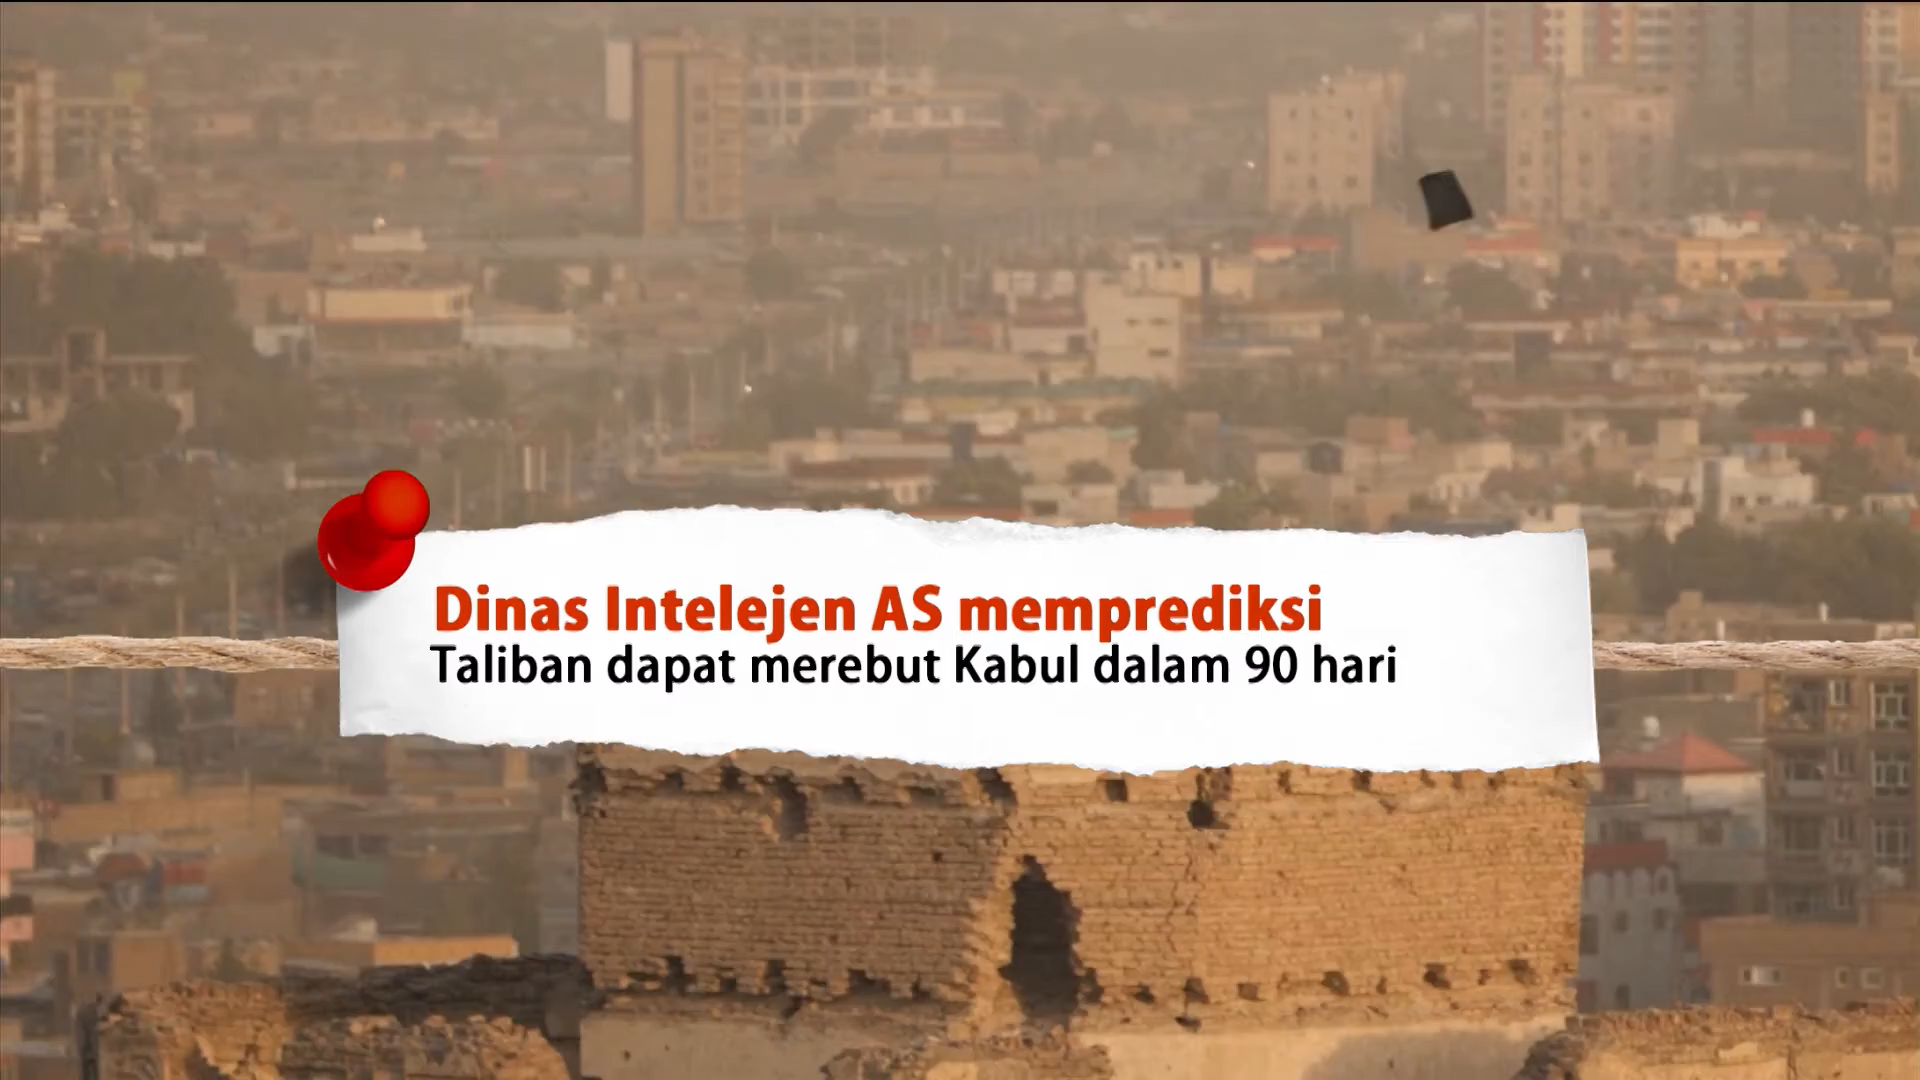 Dinas Intelejen AS memprediksi
Taliban dapat merebut Kabul dalam 90 hari